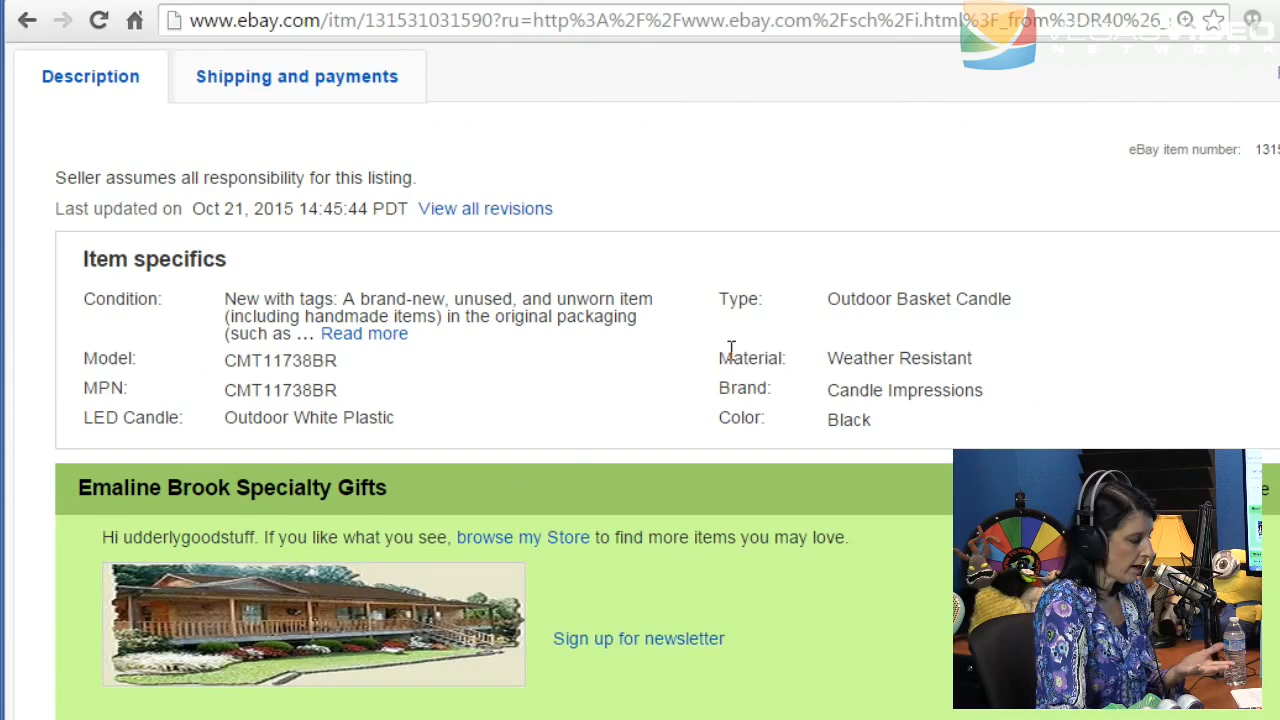 www.ebay.com/itm/131531031590?ru=http%3A%2F%2Fwww.ebay.com%2Fsch%2Fi.html%3F_from%3DR40%26_
VEGAS VIDEO
NETWORK
Description
Shipping and payments
eBay item number: 1315
Seller assumes all responsibility for this listing.
Last updated on Oct 21, 2015 14:45:44 PDT View all revisions
Item specifics
Condition: New with tags: A brand-new, unused, and unworn item
(including handmade items) in the original packaging
(such as ... Read more
Type: Outdoor Basket Candle
Model: CMT11738BR
Material: Weather Resistant
MPN: CMT11738BR
Brand: Candle Impressions
LED Candle: Outdoor White Plastic
Color: Black
Emaline Brook Specialty Gifts
Hi udderlygoodstuff. If you like what you see, browse my Store to find more items you may love.
Sign up for newsletter